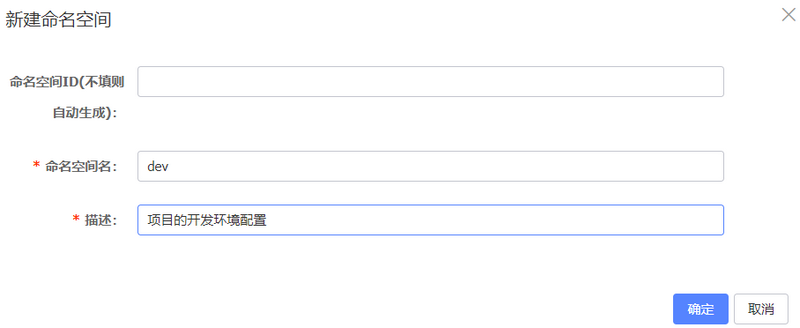 新建命名空间
命名空间ID(不填则
自动生成):
* 命名空间名: dev
* 描述: 项目的开发环境配置
确定 取消